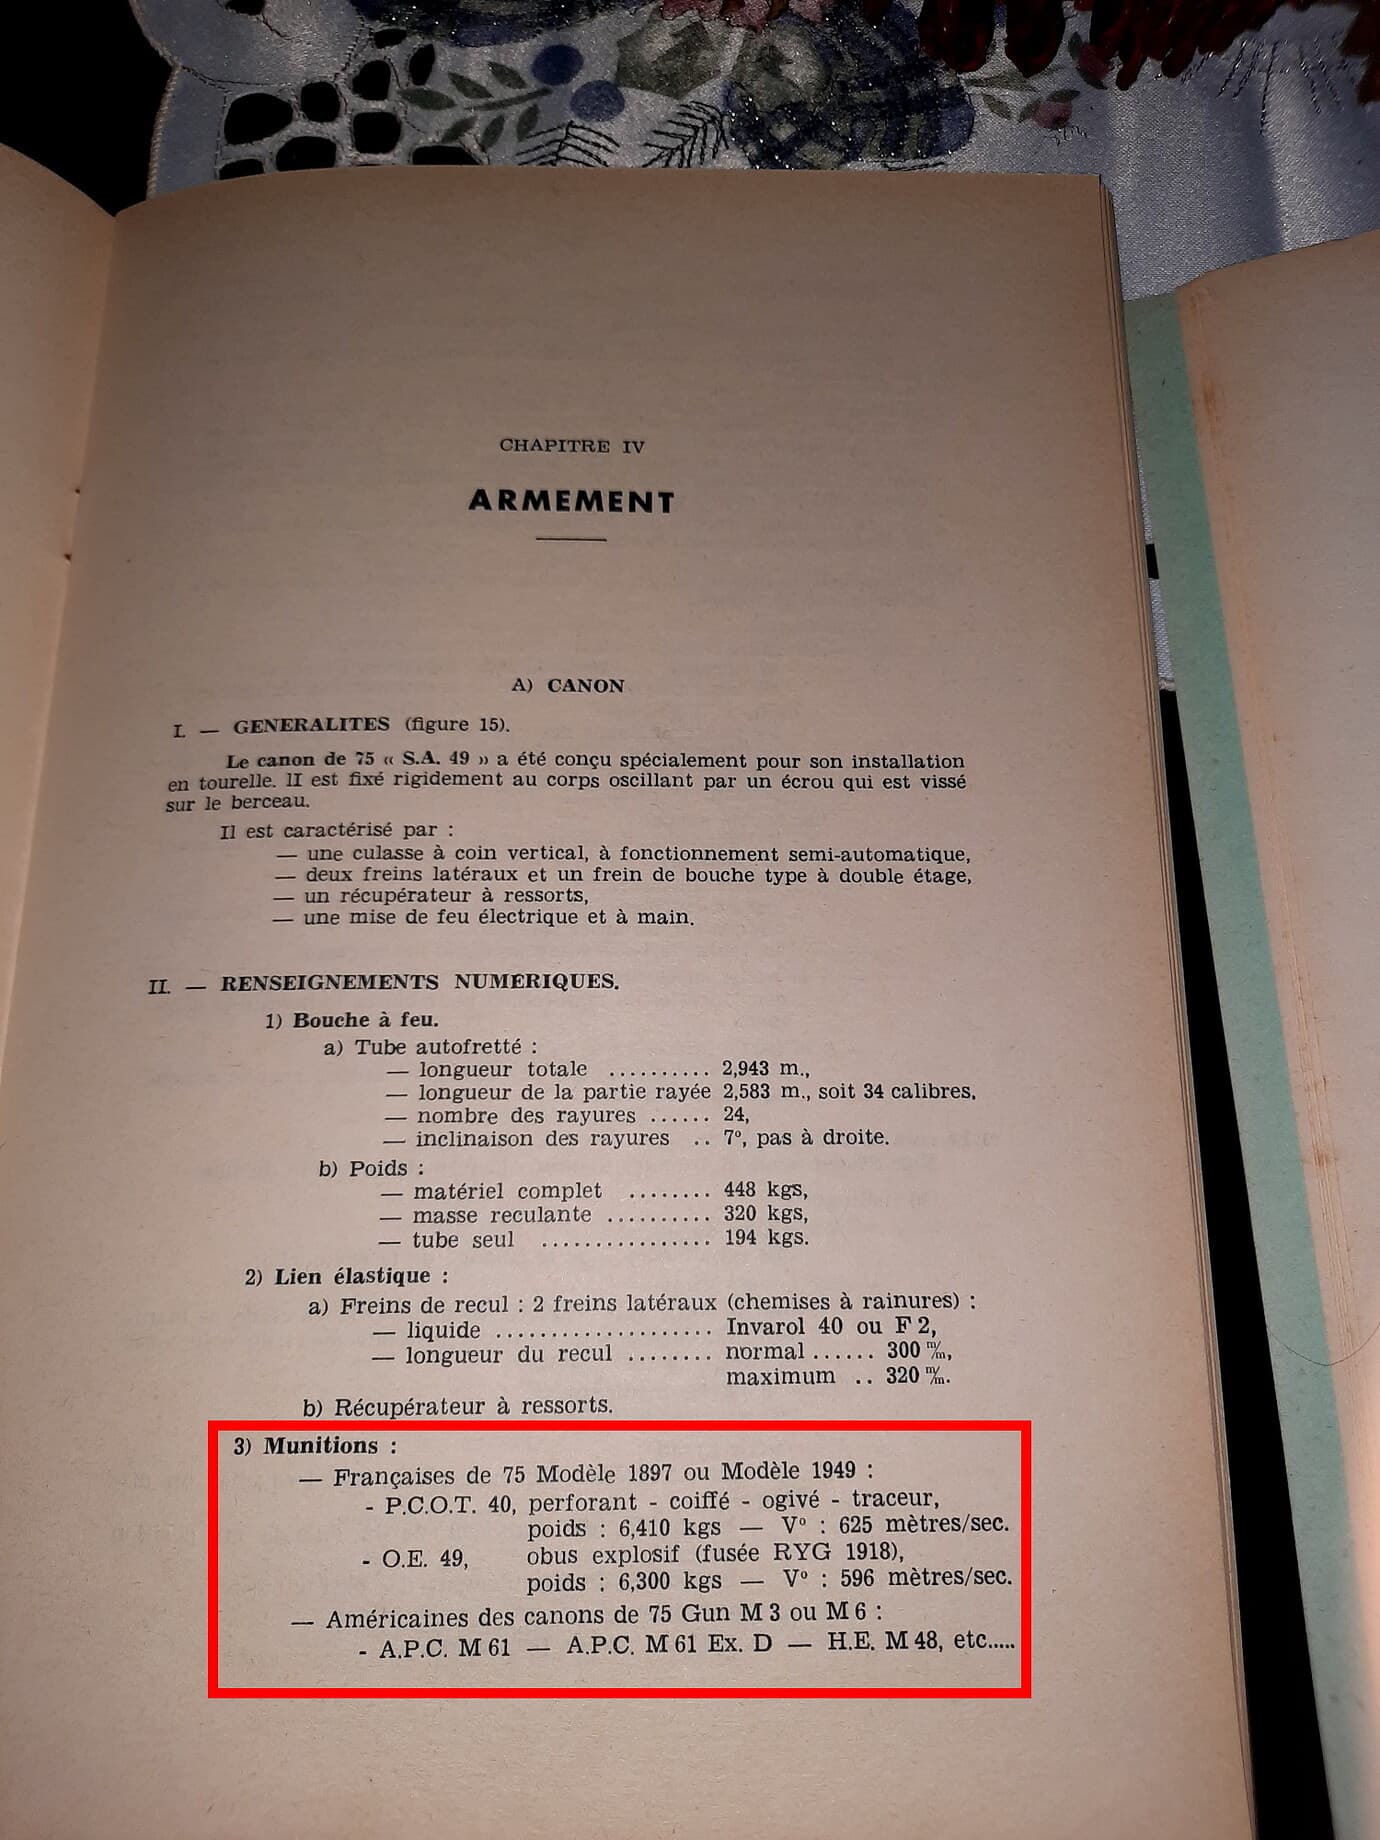 CHAPITRE IV
ARMEMENT
A) CANON
I. — GENERALITES (figure 15).
Le canon de 75 « S.A. 49 » a été conçu spécialement pour son installation
en tourelle. Il est fixé rigidement au corps oscillant par un écrou qui est vissé
sur le berceau.
Il est caractérisé par :
— une culasse à coin vertical, à fonctionnement semi-automatique,
— deux freins latéraux et un frein de bouche type à double étage,
— un récupérateur à ressorts,
— une mise de feu électrique et à main.
II. — RENSEIGNEMENTS NUMERIQUES.
1) Bouche à feu.
a) Tube autofretté :
— longueur totale .......... 2,943 m.,
— longueur de la partie rayée 2,583 m., soit 34 calibres.
— nombre des rayures ...... 24,
— inclinaison des rayures .. 7°, pas à droite.
b) Poids :
— matériel complet ........ 448 kgs,
— masse reculante .......... 320 kgs,
— tube seul ................ 194 kgs.
2) Lien élastique :
a) Freins de recul : 2 freins latéraux (chemises à rainures) :
— liquide .................... Invarol 40 ou F 2,
— longueur du recul ........ normal ...... 300 m/m,
maximum .. 320 m/m.
b) Récupérateur à ressorts.
3) Munitions :
— Françaises de 75 Modèle 1897 ou Modèle 1949 :
- P.C.O.T. 40, perforant - coiffé - ogivé - traceur,
poids : 6,410 kgs — V° : 625 mètres/sec.
- O.E. 49, obus explosif (fusée RYG 1918),
poids : 6,300 kgs — V° : 596 mètres/sec.
— Américaines des canons de 75 Gun M 3 ou M 6 :
- A.P.C. M 61 — A.P.C. M 61 Ex. D — H.E. M 48, etc.....